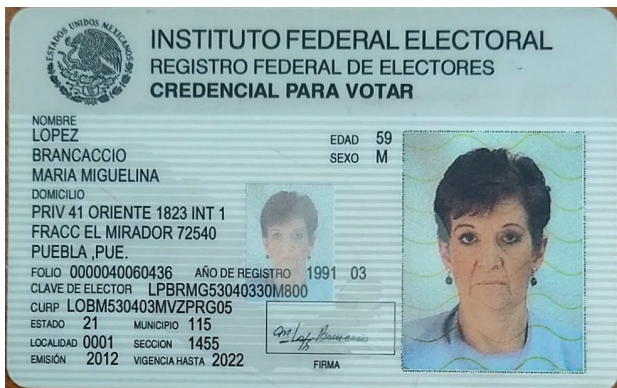 ESTADOS UNIDOS MEXICANOS
INSTITUTO FEDERAL ELECTORAL
REGISTRO FEDERAL DE ELECTORES
CREDENCIAL PARA VOTAR
NOMBRE
LOPEZ
BRANCACCIO
MARIA MIGUELINA
EDAD 59
SEXO M
DOMICILIO
PRIV 41 ORIENTE 1823 INT 1
FRACC EL MIRADOR 72540
PUEBLA ,PUE.
FOLIO 0000040060436 AÑO DE REGISTRO 1991 03
CLAVE DE ELECTOR LPBRMG53040330M800
CURP LOBM530403MVZPRG05
ESTADO 21 MUNICIPIO 115
LOCALIDAD 0001 SECCION 1455
EMISIÓN 2012 VIGENCIA HASTA 2022
FIRMA